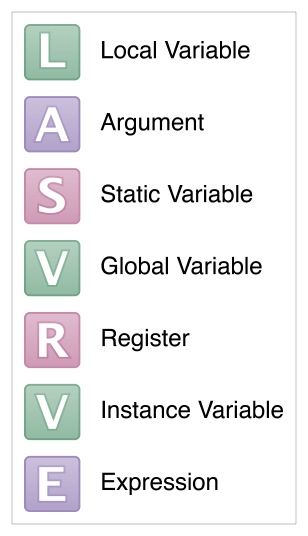 L Local Variable
A Argument
S Static Variable
V Global Variable
R Register
V Instance Variable
E Expression